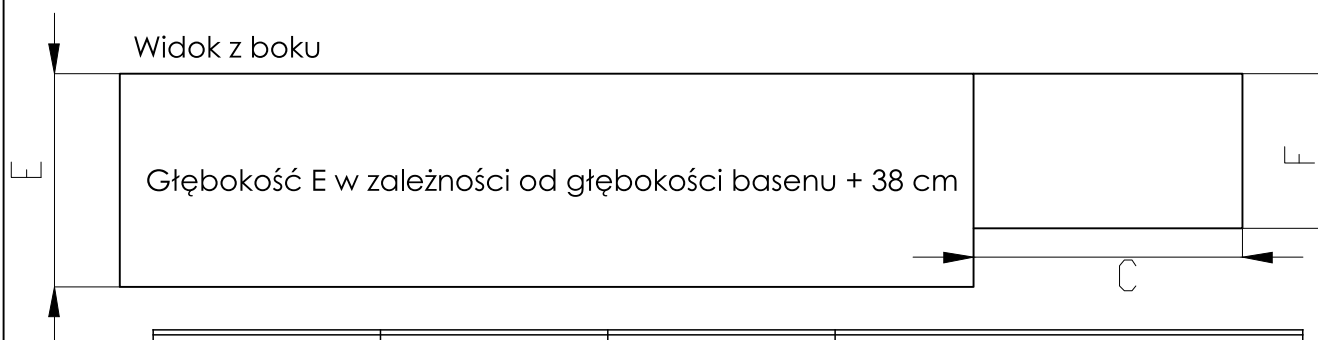 Widok z boku
E
Głębokość E w zależności od głębokości basenu + 38 cm
F
C